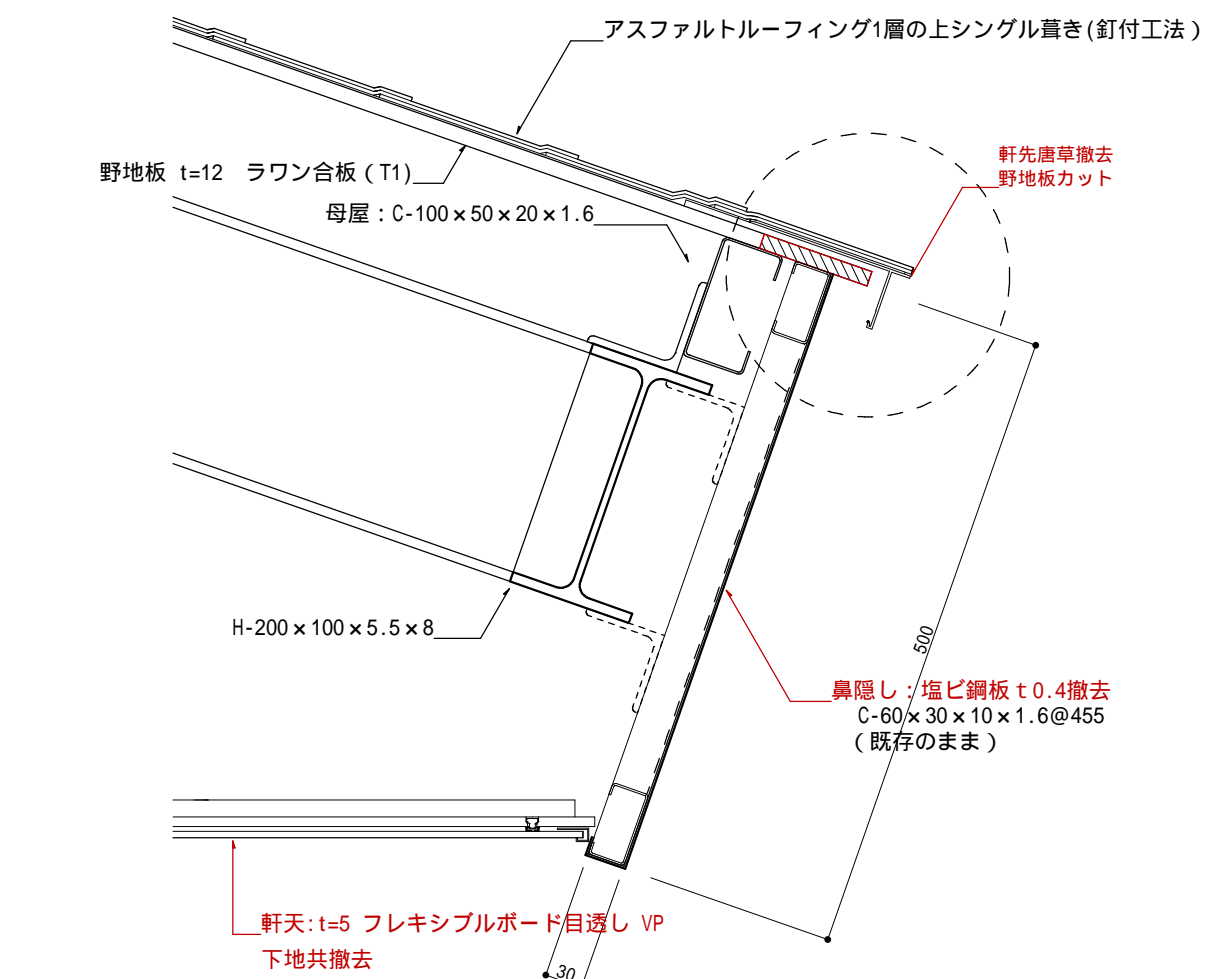 アスファルトルーフィング1層の上シングル葺き(釘付工法)
軒先唐草撤去
野地板カット
野地板 t=12 ラワン合板(T1)
母屋:C-100×50×20×1.6
H-200×100×5.5×8
500
鼻隠し:塩ビ鋼板t0.4撤去
C-60×30×10×1.6@455
(既存のまま)
軒天:t=5 フレキシブルボード目透し VP
下地共撤去
30